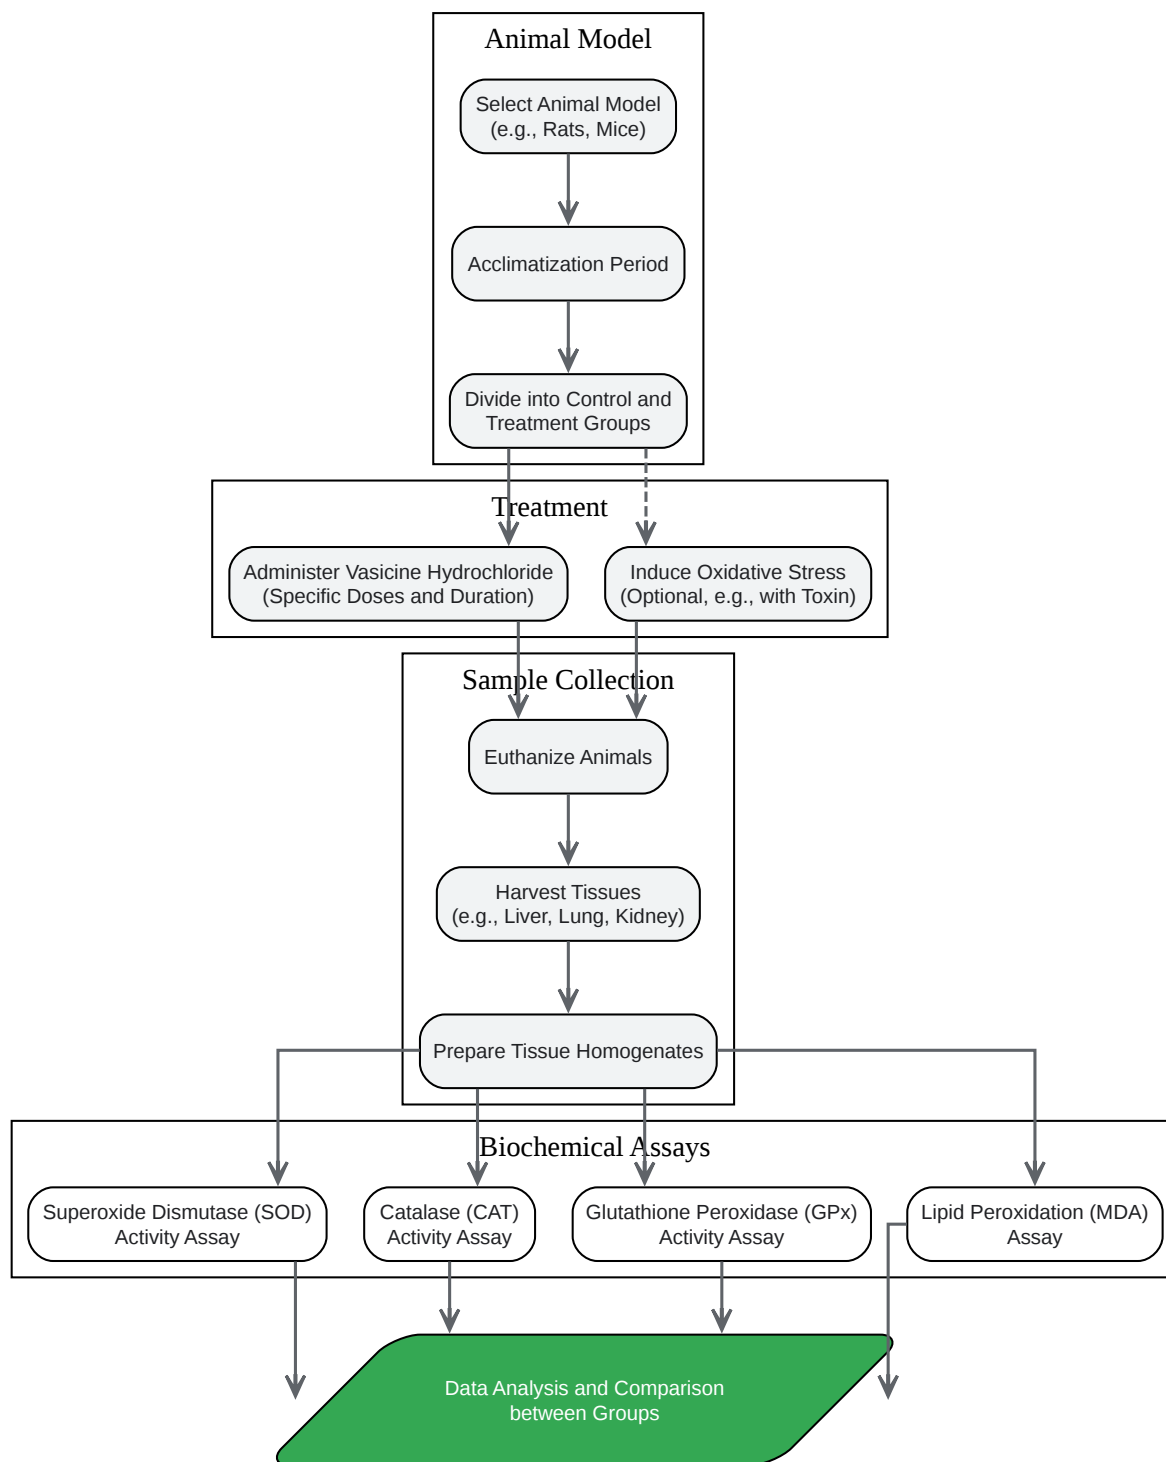 Animal Model
Select Animal Model
(e.g., Rats, Mice)
Acclimatization Period
Divide into Control and
Treatment Groups
Treatment
Administer Vasicine Hydrochloride
(Specific Doses and Duration)
Induce Oxidative Stress
(Optional, e.g., with Toxin)
Sample Collection
Euthanize Animals
Harvest Tissues
(e.g., Liver, Lung, Kidney)
Prepare Tissue Homogenates
Biochemical Assays
Superoxide Dismutase (SOD)
Activity Assay
Catalase (CAT)
Activity Assay
Glutathione Peroxidase (GPx)
Activity Assay
Lipid Peroxidation (MDA)
Assay
Data Analysis and Comparison
between Groups